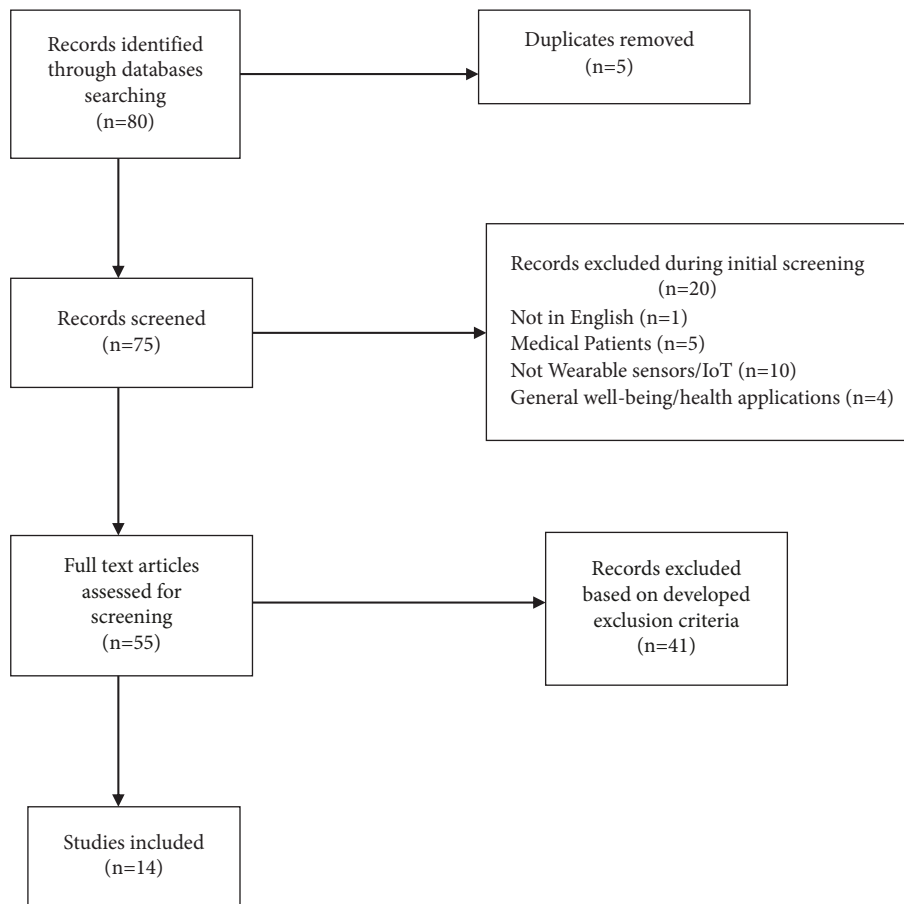 Records identified
through databases
searching
(n=80)
Duplicates removed
(n=5)
Records screened
(n=75)
Records excluded during initial screening
(n=20)
Not in English (n=1)
Medical Patients (n=5)
Not Wearable sensors/IoT (n=10)
General well-being/health applications (n=4)
Full text articles
assessed for
screening
(n=55)
Records excluded
based on developed
exclusion criteria
(n=41)
Studies included
(n=14)